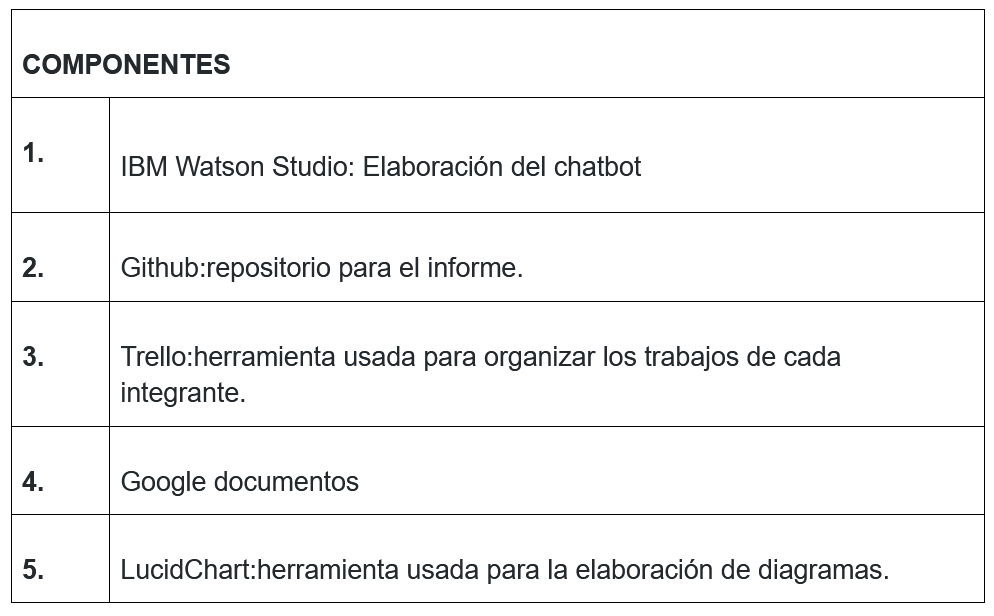 COMPONENTES
1.
IBM Watson Studio: Elaboración del chatbot
2.
Github:repositorio para el informe.
3.
Trello:herramienta usada para organizar los trabajos de cada
integrante.
4.
Google documentos
5.
LucidChart:herramienta usada para la elaboración de diagramas.